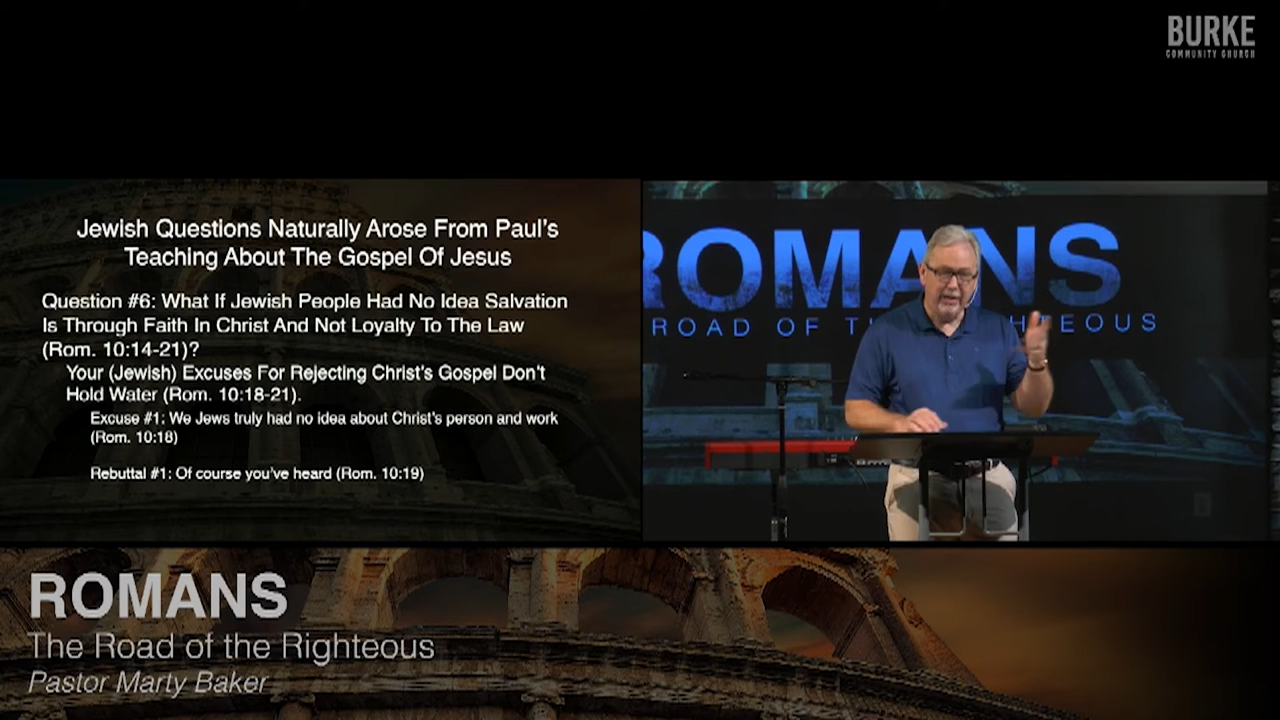 BURKE
COMMUNITY CHURCH
Jewish Questions Naturally Arose From Paul's
Teaching About The Gospel Of Jesus
Question #6: What If Jewish People Had No Idea Salvation
Is Through Faith In Christ And Not Loyalty To The Law
(Rom. 10:14-21)?
Your (Jewish) Excuses For Rejecting Christ's Gospel Don't
Hold Water (Rom. 10:18-21).
Excuse #1: We Jews truly had no idea about Christ's person and work
(Rom. 10:18)
Rebuttal #1: Of course you've heard (Rom. 10:19)
ROMANS
ROAD OF T HTEOUS
ROMANS
The Road of the Righteous
Pastor Marty Baker